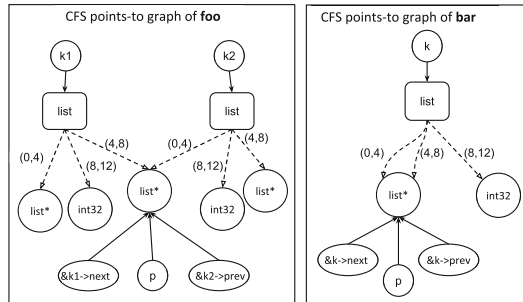 CFS points-to graph of foo
k1 k2
list list
(0,4) (8,12) (4,8) (0,4) (8,12) (4,8)
list* int32 list* int32 list*
&k1->next p &k2->prev
CFS points-to graph of bar
k
list
(0,4) (4,8) (8,12)
list* int32
&k->next p &k->prev